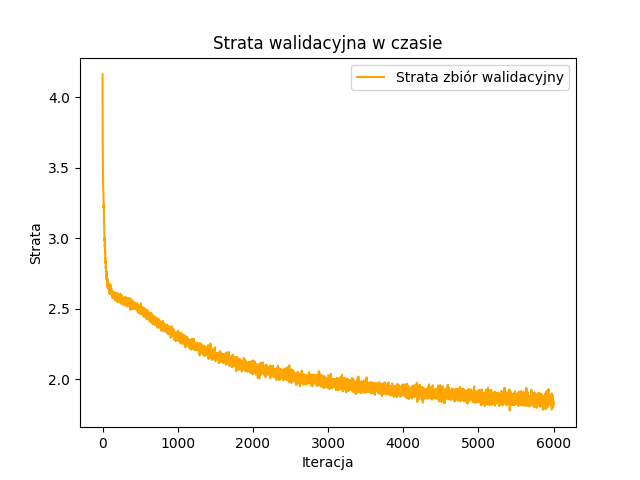 Strata walidacyjna w czasie
Strata zbiór walidacyjny
4.0
3.5
3.0
2.5
2.0
Strata
0 1000 2000 3000 4000 5000 6000
Iteracja